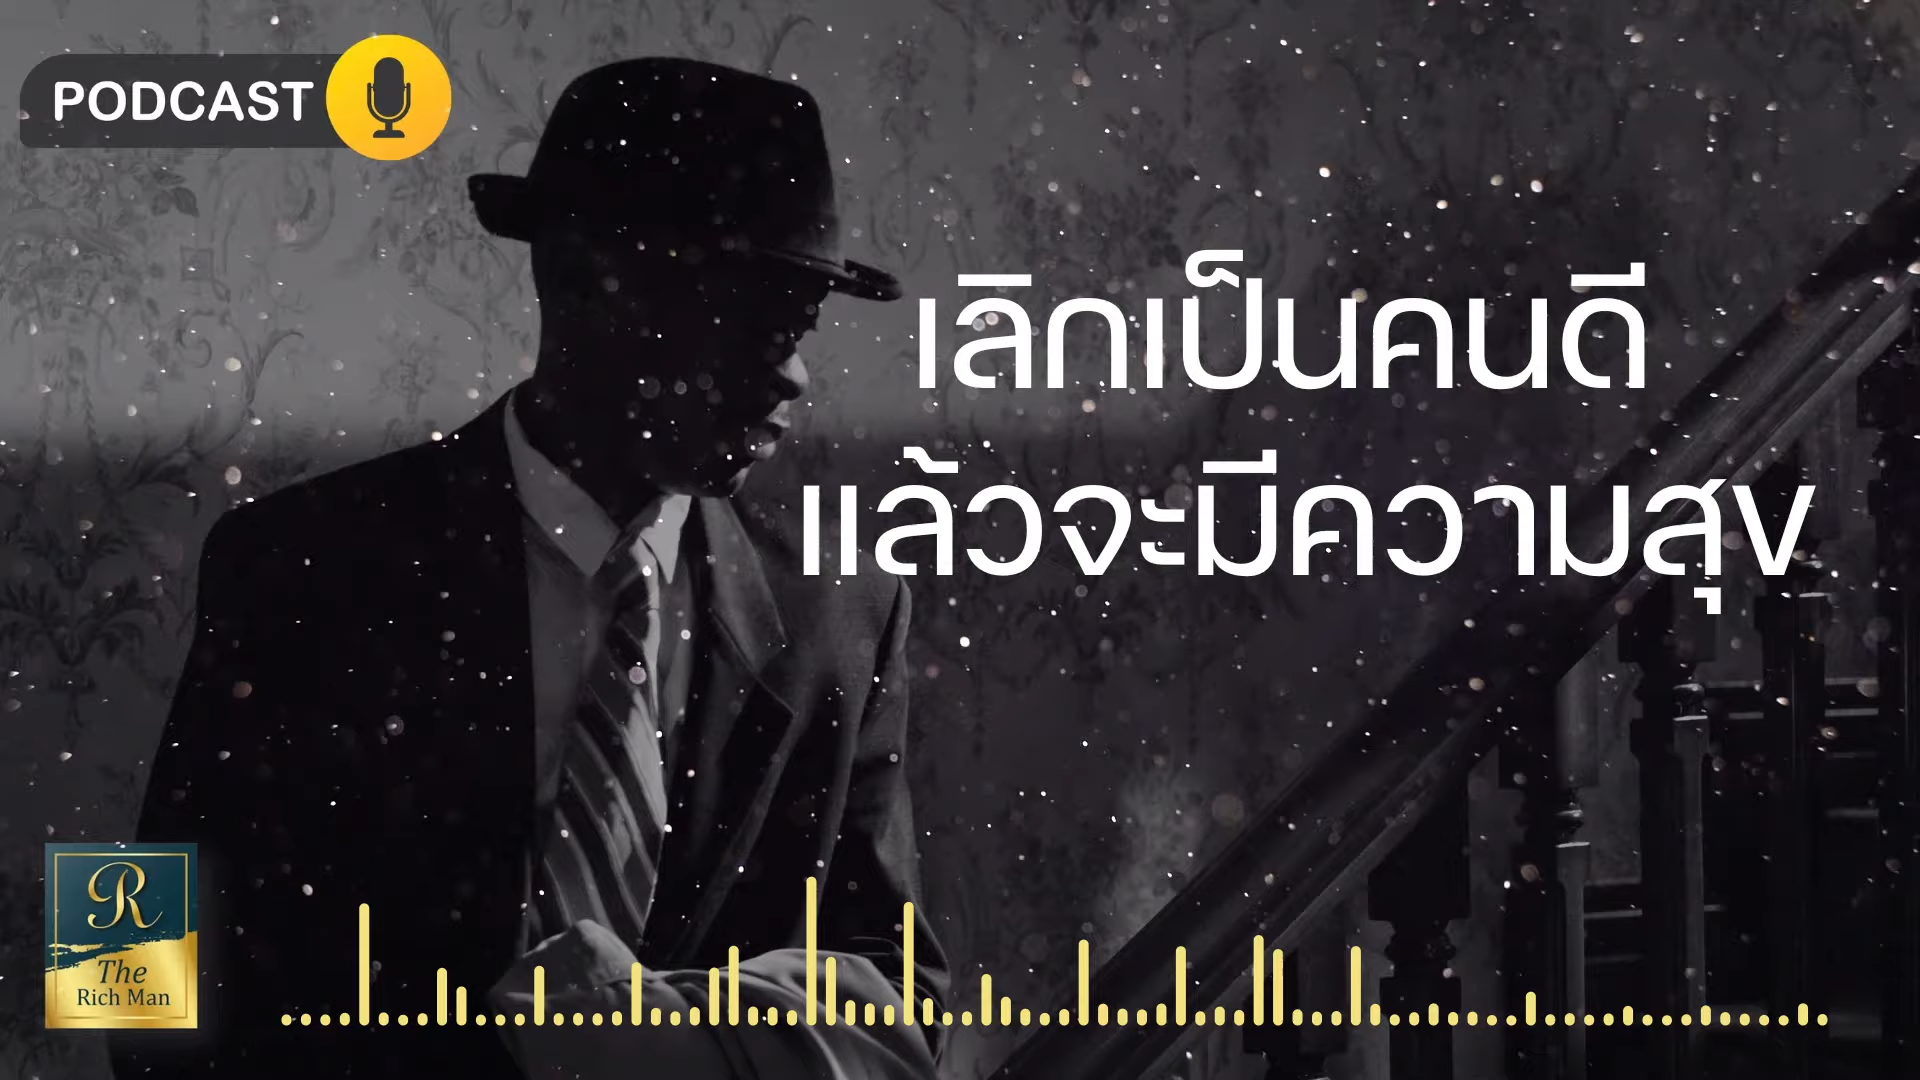 PODCAST
เลิกเป็นคนดี
แล้วจะมีความสุข
R
The
Rich Man